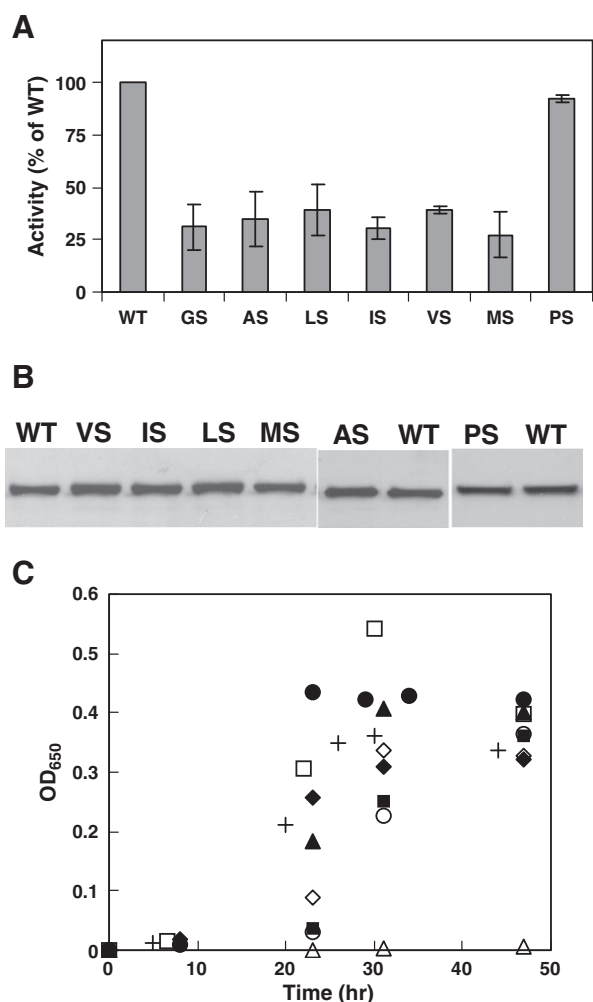 A
Activity (% of WT)
100
75
50
25
0
WT GS AS LS IS VS MS PS
B
WT VS IS LS MS AS WT PS WT
C
OD650
0.6
0.5
0.4
0.3
0.2
0.1
0
0 10 20 30 40 50
Time (hr)